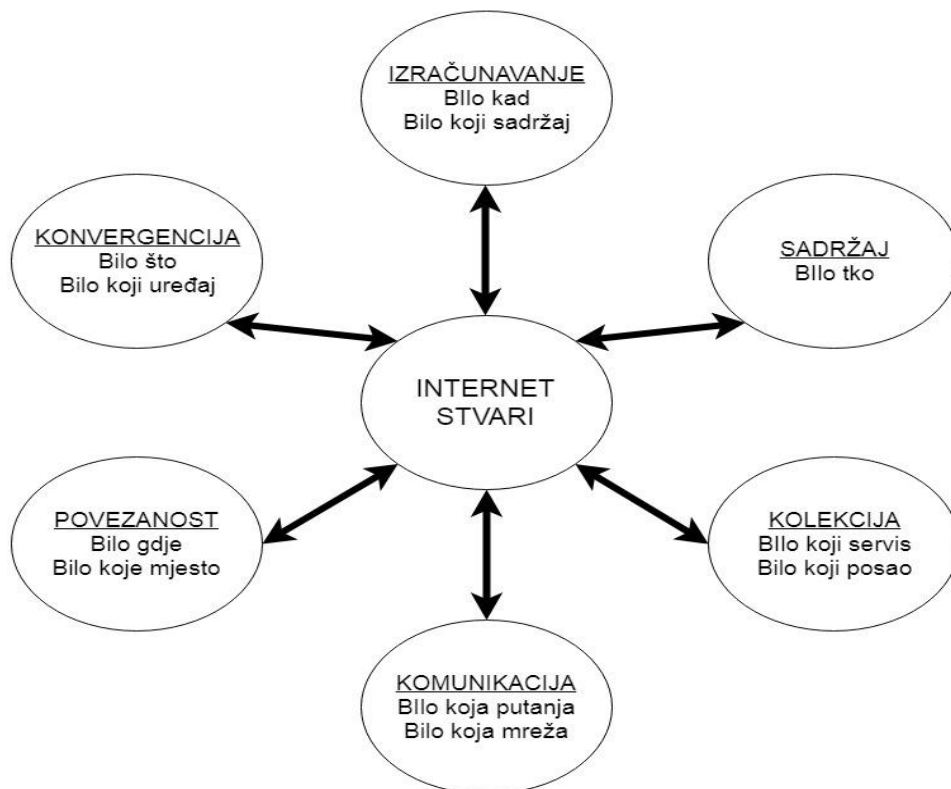 IZRAČUNAVANJE
BIlo kad
Bilo koji sadržaj
KONVERGENCIJA
Bilo što
Bilo koji uređaj
SADRŽAJ
BIlo tko
INTERNET
STVARI
POVEZANOST
Bilo gdje
Bilo koje mjesto
KOLEKCIJA
BIlo koji servis
Bilo koji posao
KOMUNIKACIJA
BIlo koja putanja
Bilo koja mreža